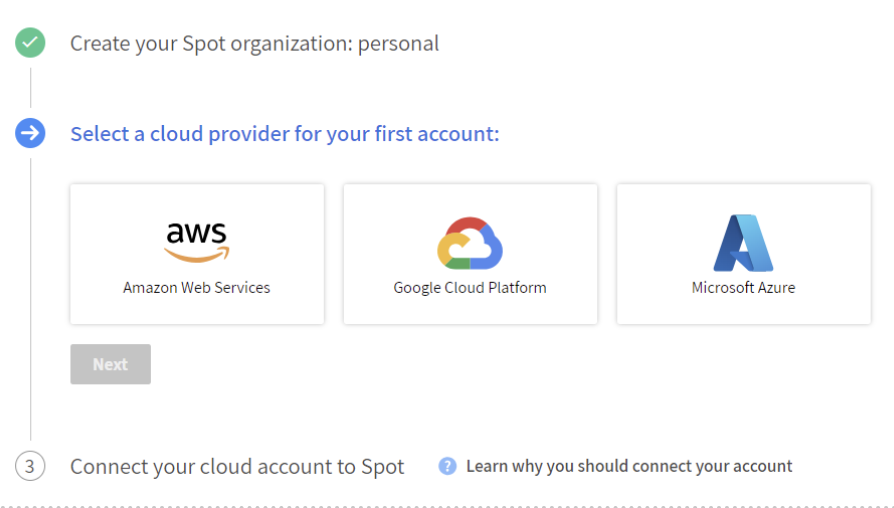 Create your Spot organization: personal
Select a cloud provider for your first account:
aws
Amazon Web Services
Google Cloud Platform
Microsoft Azure
Next
3
Connect your cloud account to Spot
? Learn why you should connect your account